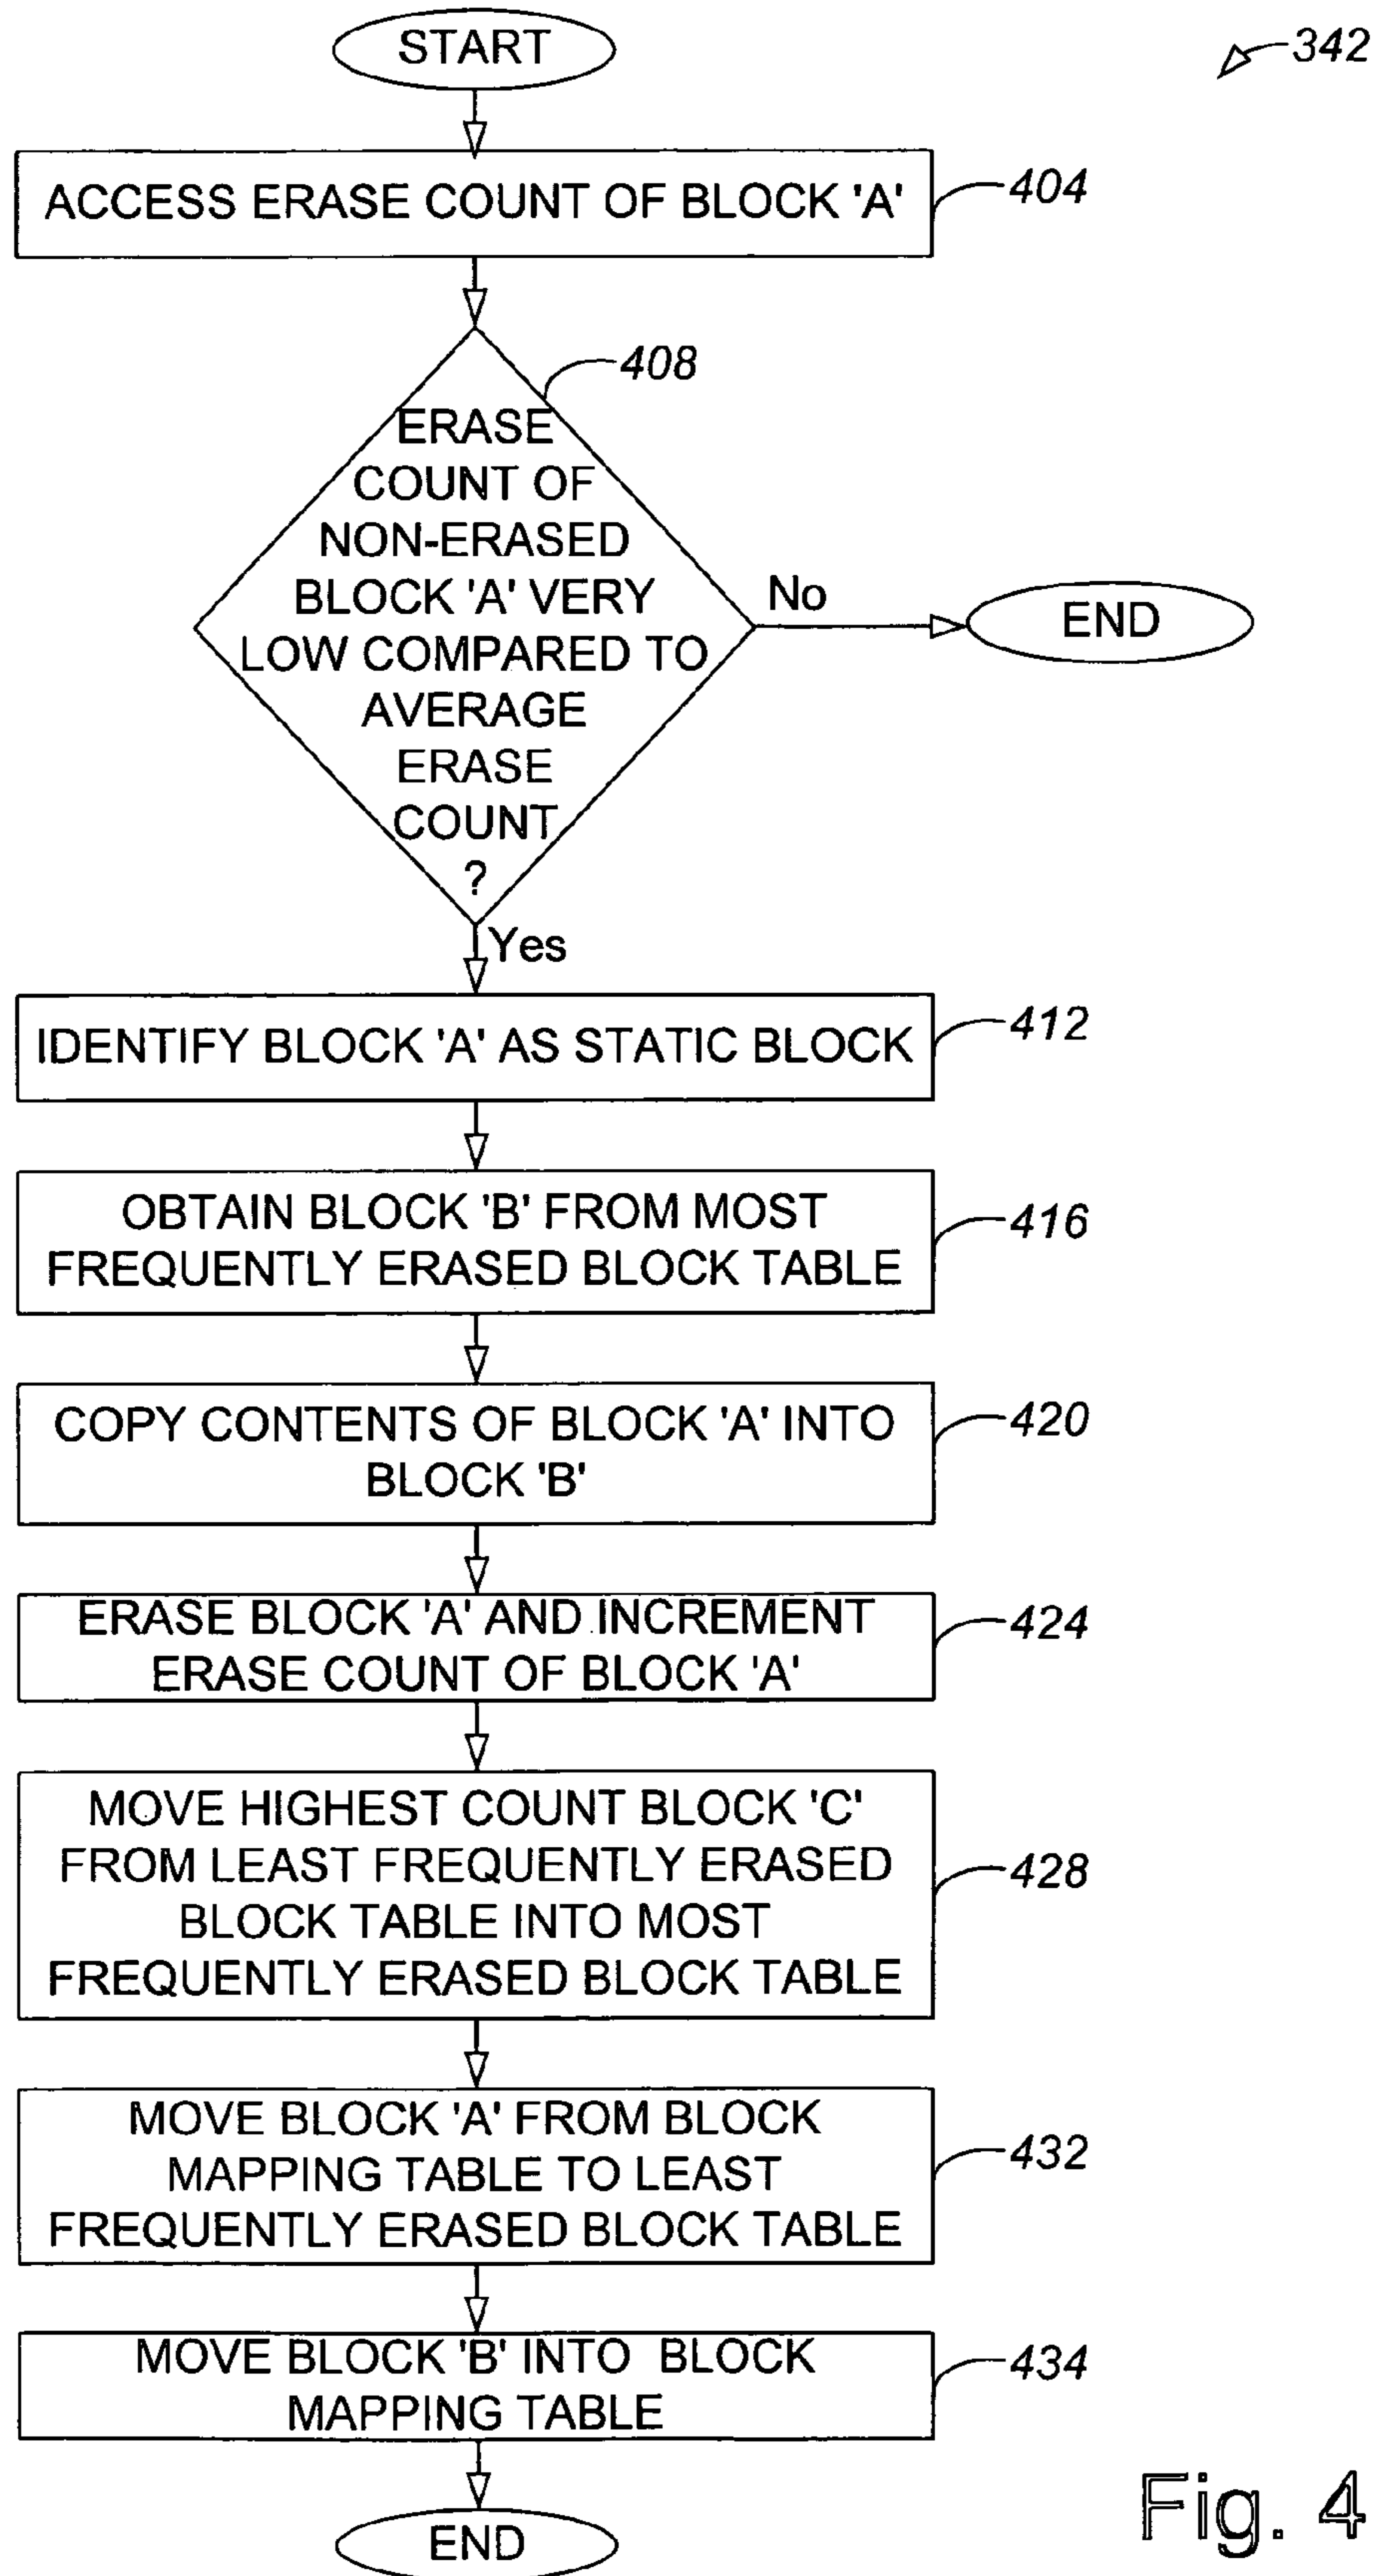 START
342
ACCESS ERASE COUNT OF BLOCK 'A'
404
408
ERASE
COUNT OF
NON-ERASED
BLOCK 'A' VERY
LOW COMPARED TO
AVERAGE
ERASE
COUNT
?
No
END
Yes
IDENTIFY BLOCK 'A' AS STATIC BLOCK
412
OBTAIN BLOCK 'B' FROM MOST
FREQUENTLY ERASED BLOCK TABLE
416
COPY CONTENTS OF BLOCK 'A' INTO
BLOCK 'B'
420
ERASE BLOCK 'A' AND INCREMENT
ERASE COUNT OF BLOCK 'A'
424
MOVE HIGHEST COUNT BLOCK 'C'
FROM LEAST FREQUENTLY ERASED
BLOCK TABLE INTO MOST
FREQUENTLY ERASED BLOCK TABLE
428
MOVE BLOCK 'A' FROM BLOCK
MAPPING TABLE TO LEAST
FREQUENTLY ERASED BLOCK TABLE
432
MOVE BLOCK 'B' INTO BLOCK
MAPPING TABLE
434
END
Fig. 4